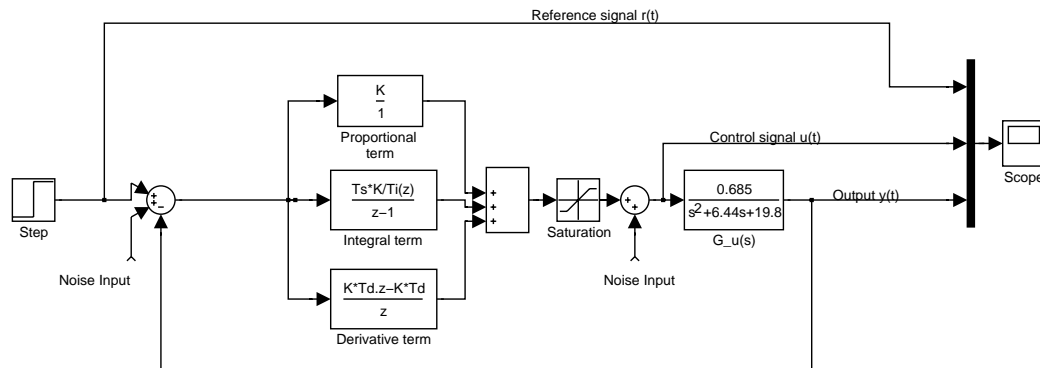 Reference signal r(t)
K
1
Proportional
term
Control signal u(t)
Scope
Step
+
+
−
Ts*K/Ti(z)
z−1
Integral term
+
+
+
Saturation
+
+
0.685
s2+6.44s+19.8
G_u(s)
Output y(t)
Noise Input
Noise Input
K*Td.z−K*Td
z
Derivative term